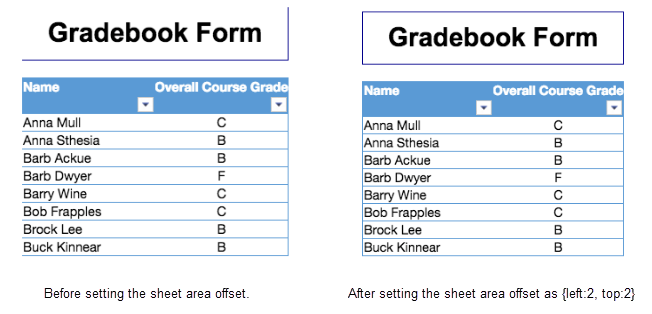 Gradebook Form
Name Overall Course Grade
Anna Mull C
Anna Sthesia B
Barb Ackue B
Barb Dwyer F
Barry Wine C
Bob Frapples C
Brock Lee B
Buck Kinnear B
Before setting the sheet area offset.
Gradebook Form
Name Overall Course Grade
Anna Mull C
Anna Sthesia B
Barb Ackue B
Barb Dwyer F
Barry Wine C
Bob Frapples C
Brock Lee B
Buck Kinnear B
After setting the sheet area offset as {left:2, top:2}